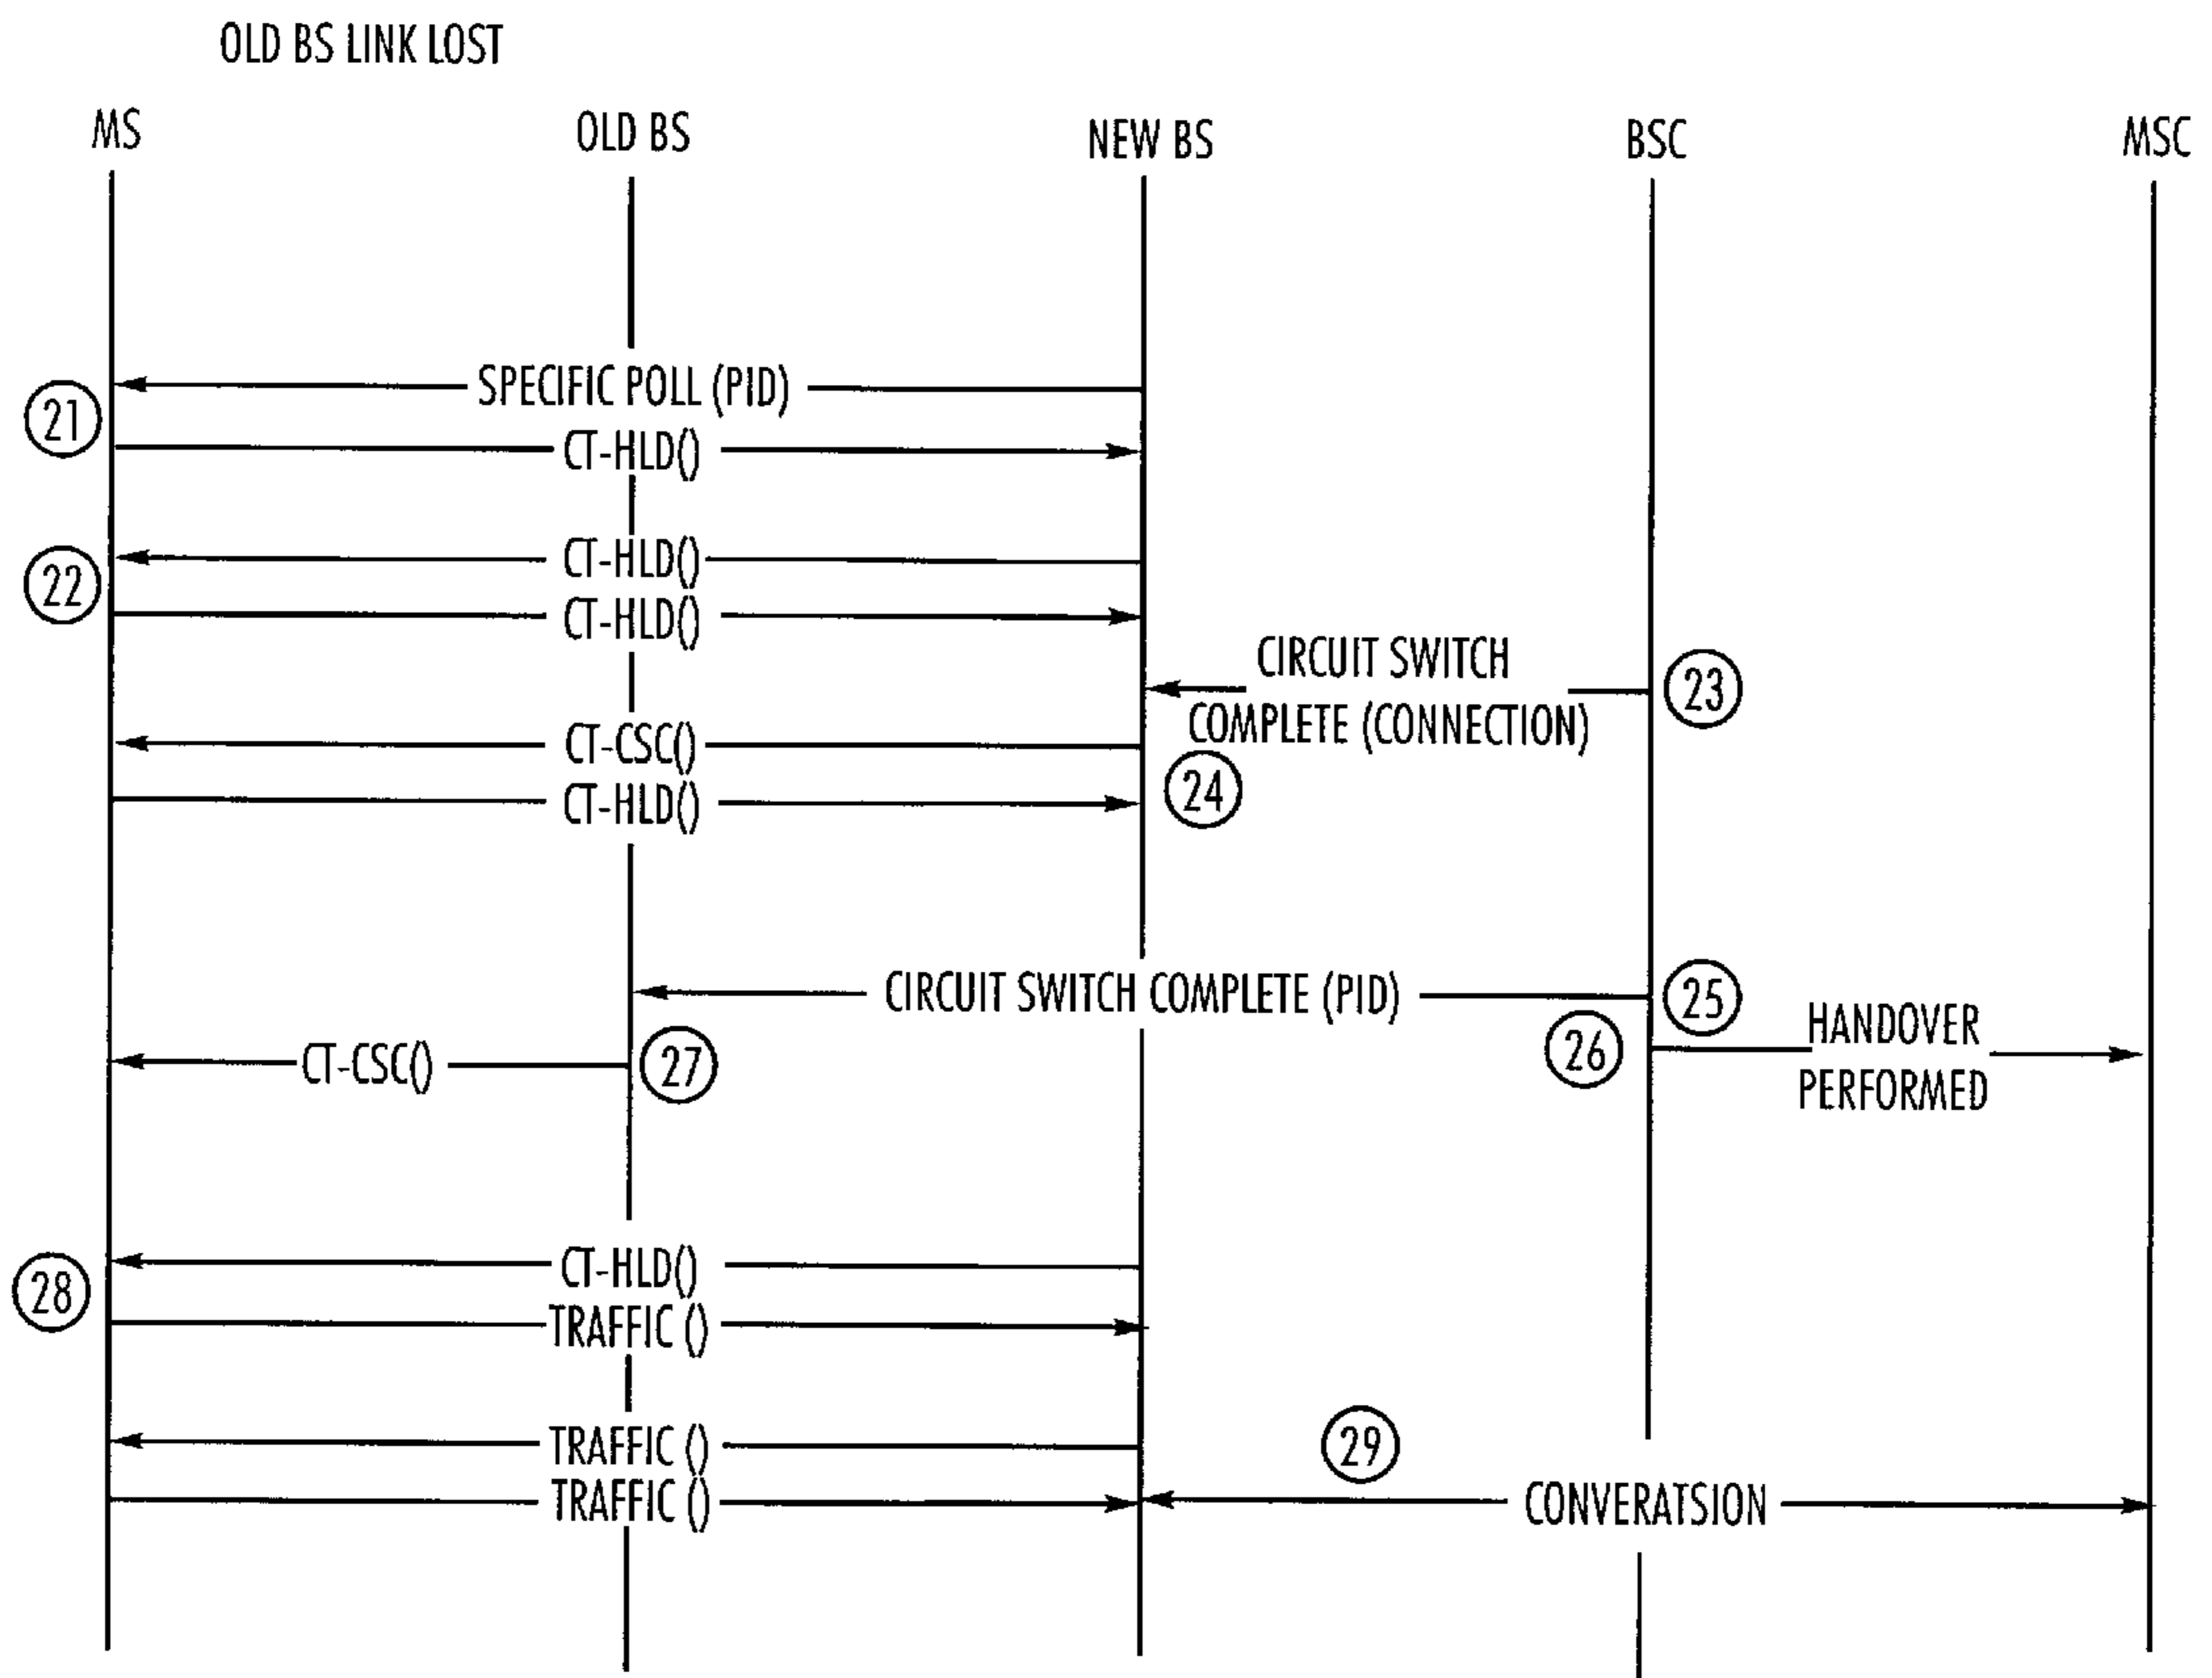 OLD BS LINK LOST
MS
OLD BS
NEW BS
BSC
MSC
SPECIFIC POLL (PID)
21
CT-HLD()
CT-HLD()
22
CT-HLD()
CIRCUIT SWITCH
COMPLETE (CONNECTION)
23
CT-CSC()
24
CT-HLD()
CIRCUIT SWITCH COMPLETE (PID)
25
HANDOVER
PERFORMED
26
CT-CSC()
27
CT-HLD()
28
TRAFFIC ()
TRAFFIC ()
29
TRAFFIC ()
CONVERATSION